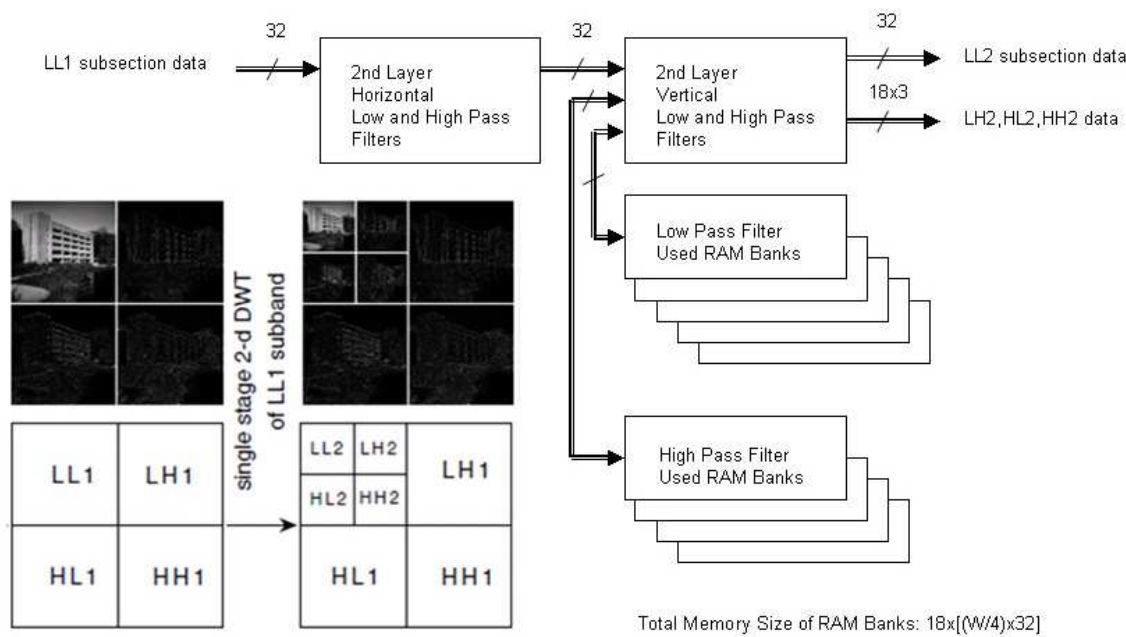 32
32
32
LL1 subsection data
2nd Layer
Horizontal
Low and High Pass
Filters
2nd Layer
Vertical
Low and High Pass
Filters
LL2 subsection data
18x3
LH2,HL2,HH2 data
Low Pass Filter
Used RAM Banks
High Pass Filter
Used RAM Banks
single stage 2-d DWT
of LL1 subband
LL1
LH1
HL1
HH1
LL2
LH2
HL2
HH2
LH1
HL1
HH1
Total Memory Size of RAM Banks: 18x[(W/4)x32]